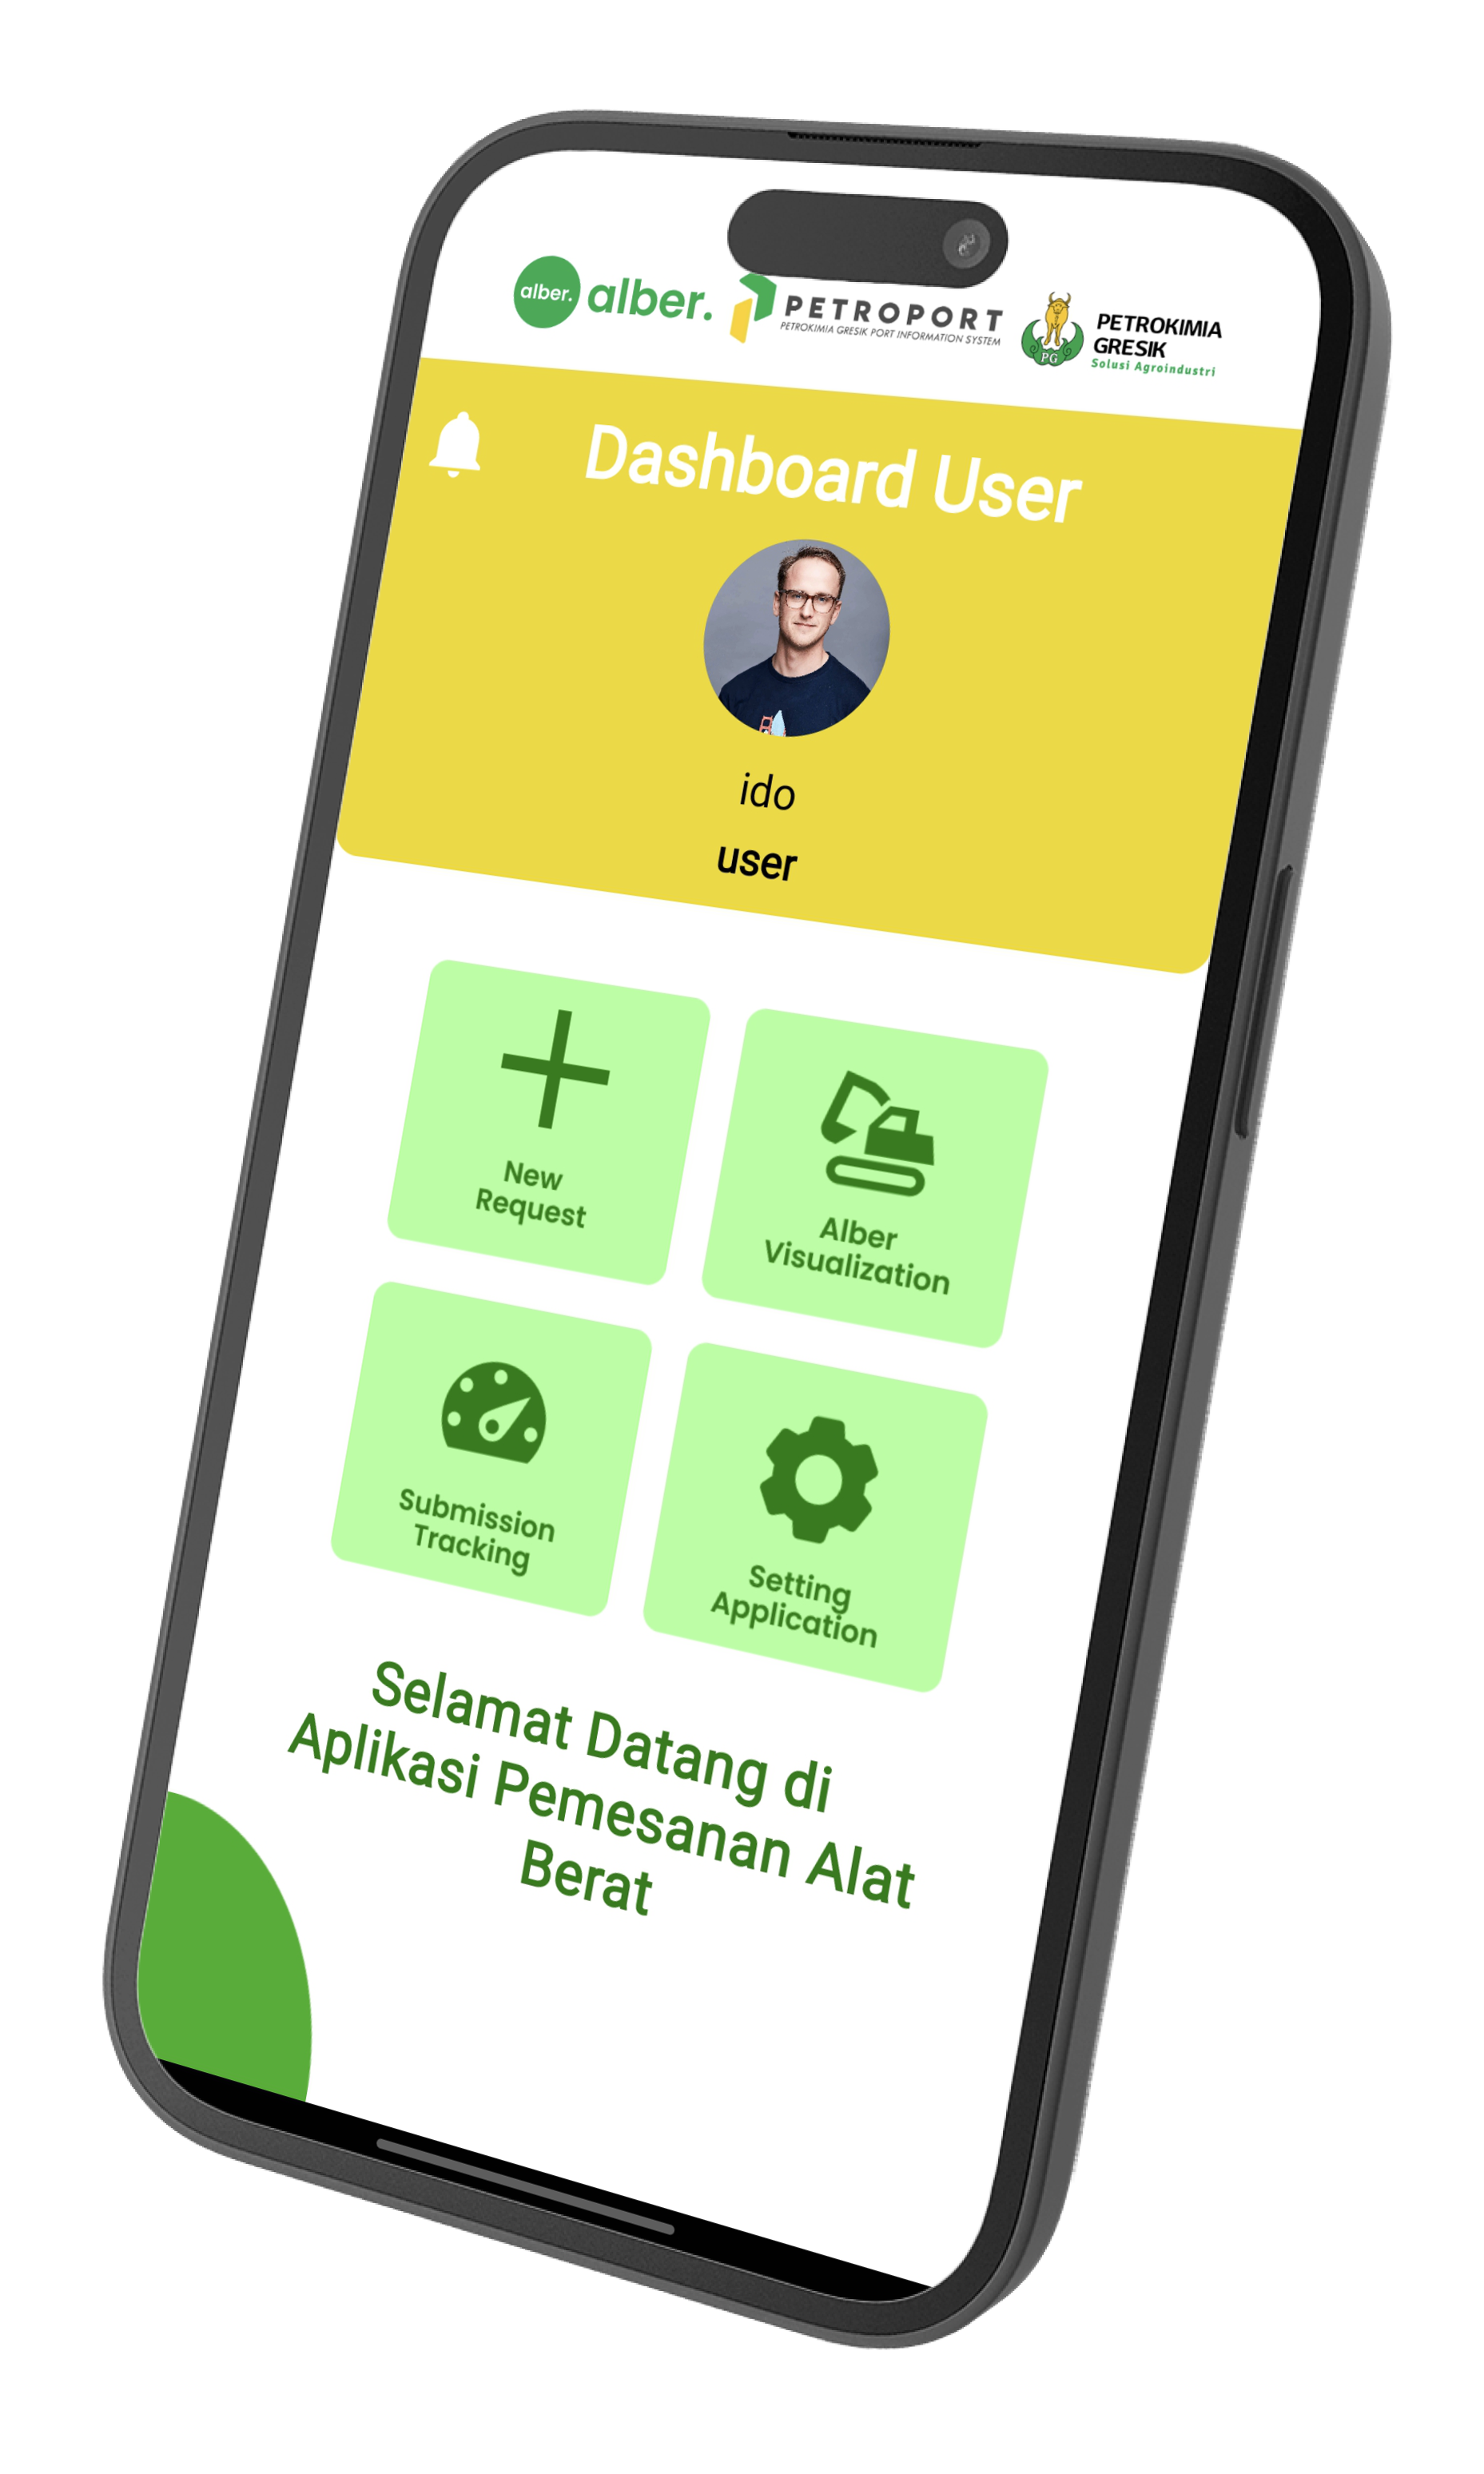 alber. alber.
PETROPORT
PETROKIMIA GRESIK PORT INFORMATION SYSTEM
PG
PETROKIMIA
GRESIK
Solusi Agroindustri
Dashboard User
ido
user
New
Request
Alber
Visualization
Submission
Tracking
Setting
Application
Selamat Datang di
Aplikasi Pemesanan Alat
Berat